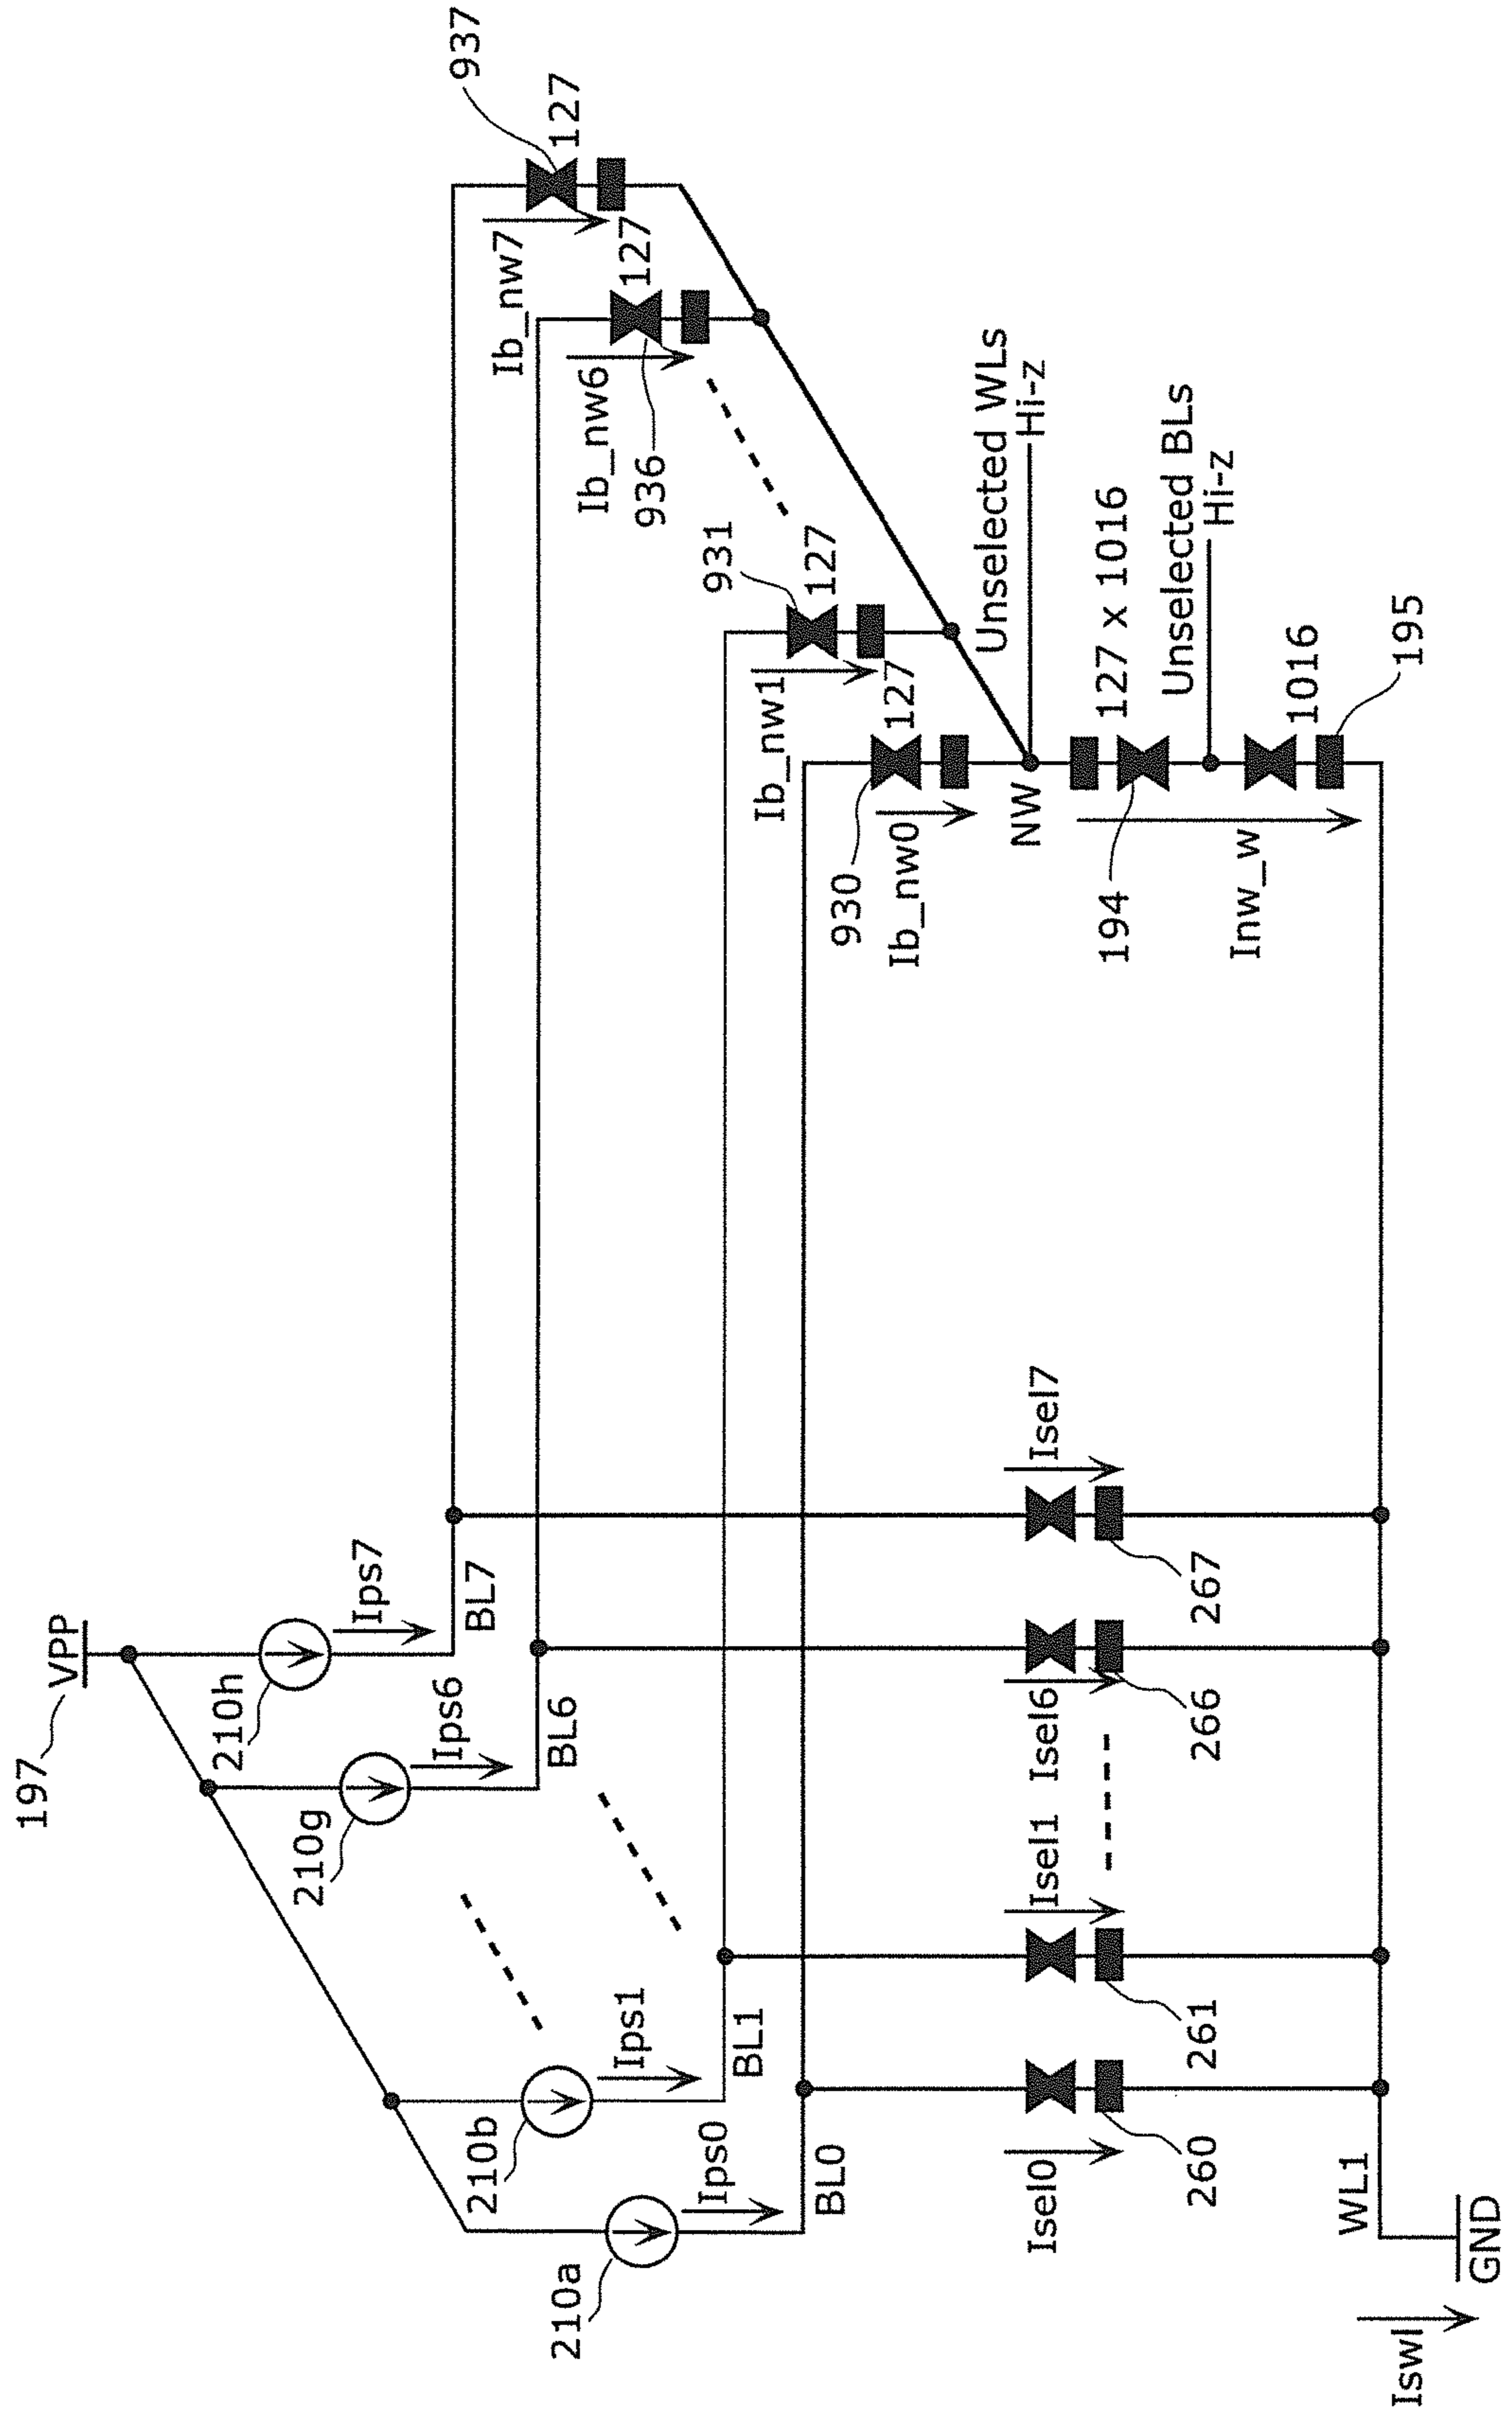 197
VPP
210h
Ips7
BL7
210g
Ips6
BL6
210b
Ips1
BL1
210a
Ips0
BL0
937
127
Ib_nw7
127
Ib_nw6
936
931
127
Ib_nw1
127
930
Ib_nw0
NW
Unselected WLs
Hi-z
127 x 1016
194
Unselected BLs
Hi-z
1016
Inw_w
195
Isel0
260
Isel1
261
Isel6
266
Isel7
267
WL1
GND
Iswl